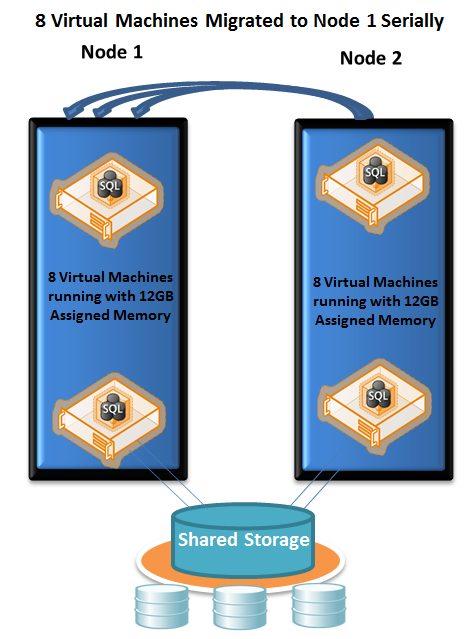 8 Virtual Machines Migrated to Node 1 Serially
Node 1
Node 2
SQL
SQL
8 Virtual Machines
running with 12GB
Assigned Memory
8 Virtual Machines
running with 12GB
Assigned Memory
SQL
SQL
Shared Storage